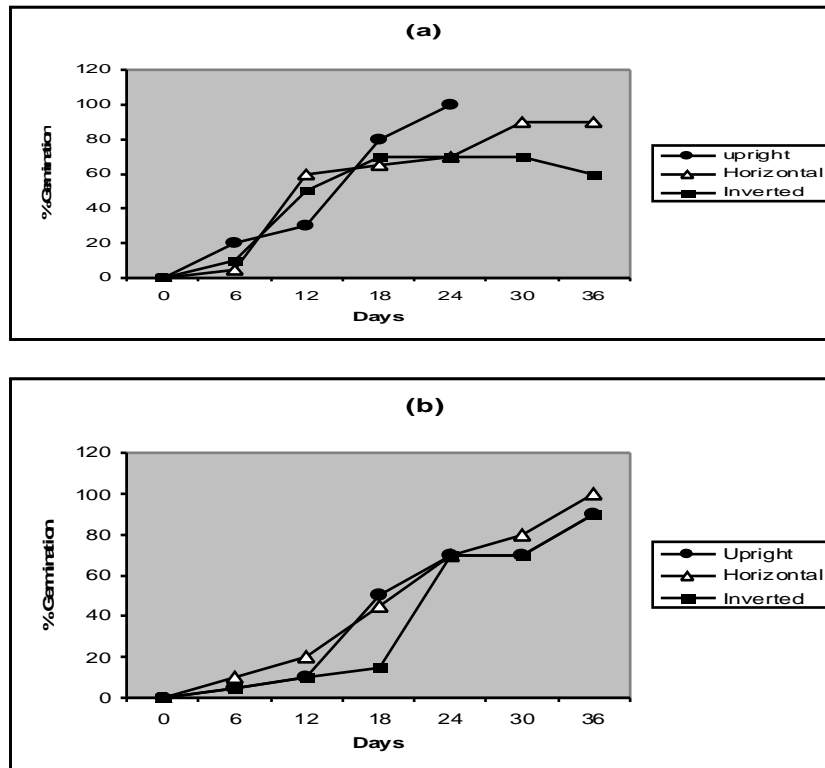 (a)
120
100
80
60
40
20
0
%Germination
0 6 12 18 24 30 36
Days
upright
Horizontal
Inverted
(b)
120
100
80
60
40
20
0
%Germination
0 6 12 18 24 30 36
Days
Upright
Horizontal
Inverted